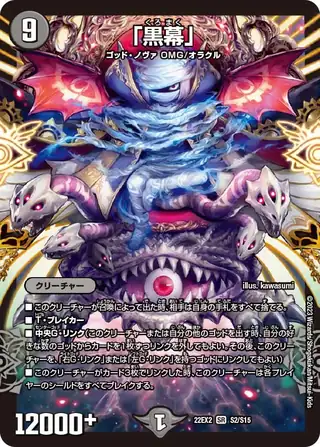 9
くろまく
「黒幕」
ゴッド・ノヴァ OMG/オラクル
クリーチャー
illus. kawasumi
■このクリーチャーが召喚によって出た時、相手は自身の手札をすべて捨てる。
■T・ブレイカー
■中央G・リンク(このクリーチャーまたは自分の他のゴッドを出す時、自分の好
きな数のゴッドからカードを1枚ずつリンクを外してもよい。その後、このクリーチャー
を、「右G・リンク」または「左G・リンク」を持つゴッドにリンクしてもよい)
■このクリーチャーがカード3枚でリンクした時、このクリーチャーは各プレイ
ヤーのシールドをすべてブレイクする。
12000+
22EX2 SR S2/S15